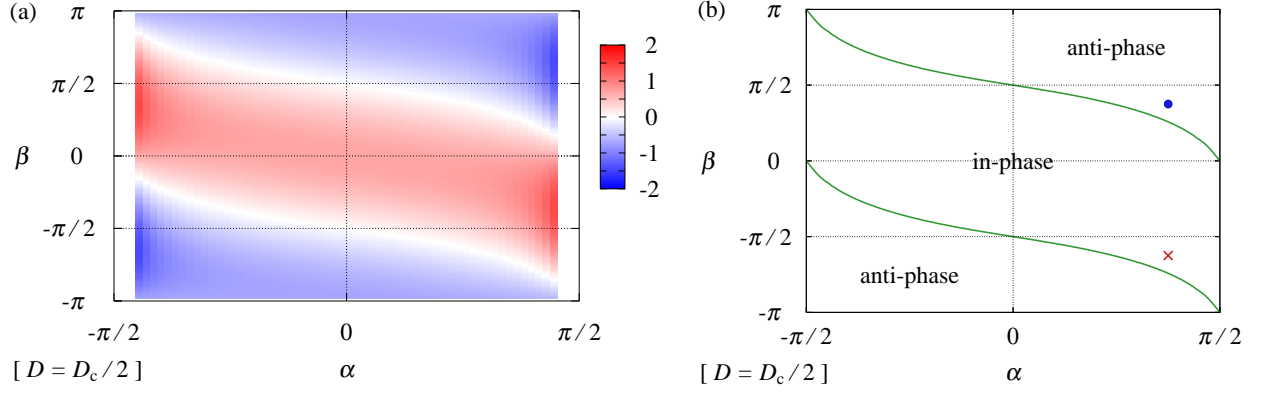 (a)
π
π/2
β
0
-π/2
-π
-π/2
0
π/2
[ D = Dc/2 ]
α
2
1
0
-1
-2
(b)
π
anti-phase
π/2
β
0
in-phase
-π/2
anti-phase
-π
-π/2
0
π/2
[ D = Dc/2 ]
α